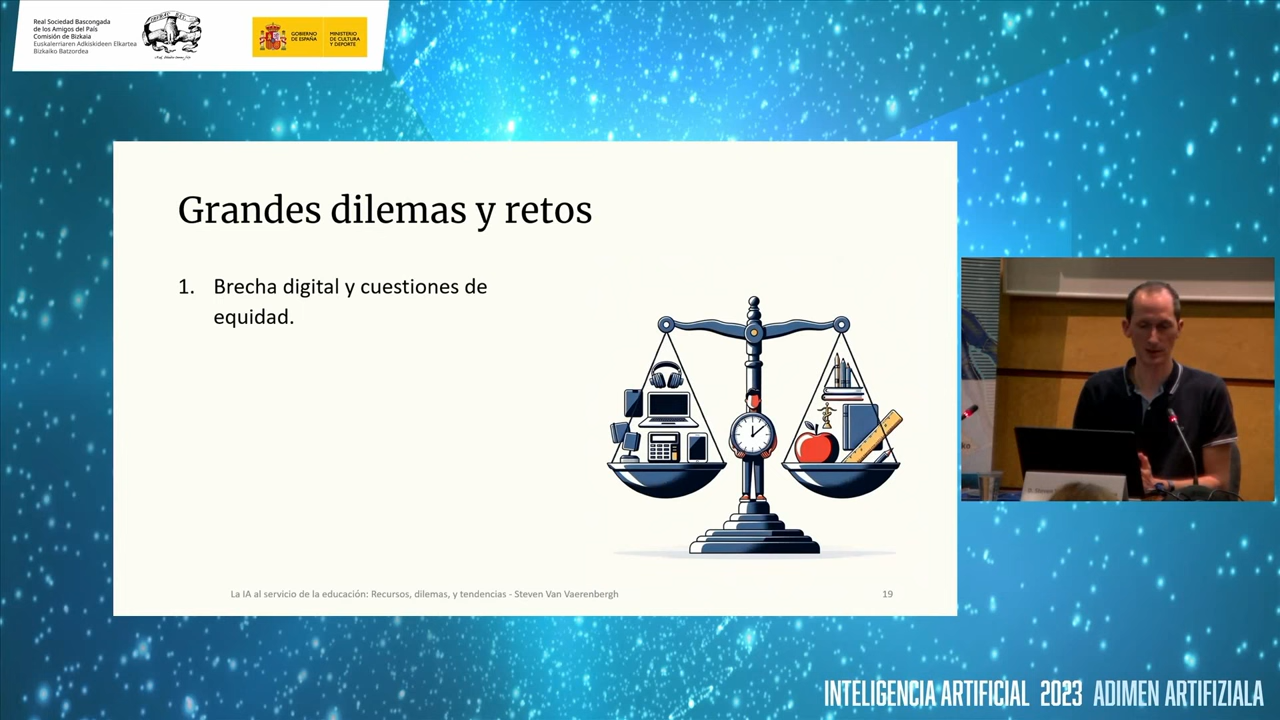 Real Sociedad Bascongada
de los Amigos del País
Comisión de Bizkaia
Euskalerriaren Adkiskideen Elkartea
Bizkaiko Batzordea
GOBIERNO
DE ESPAÑA
MINISTERIO
DE CULTURA
Y DEPORTE
Grandes dilemas y retos
1. Brecha digital y cuestiones de
equidad.
La IA al servicio de la educación: Recursos, dilemas, y tendencias - Steven Van Vaerenbergh
19
INTELIGENCIA ARTIFICIAL 2023 ADIMEN ARTIFIZIALA